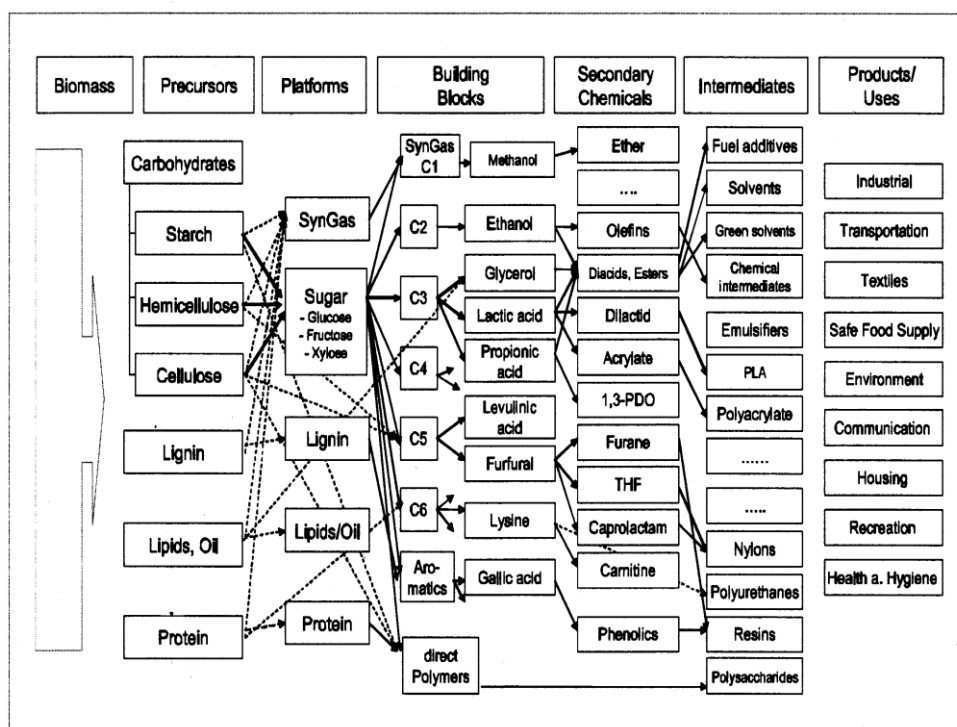 Biomass
Precursors
Platforms
Building
Blocks
Secondary
Chemicals
Intermediates
Products/
Uses
Carbohydrates
Starch
Hemicellulose
Cellulose
Lignin
Lipids, Oil
Protein
SynGas
Sugar
- Glucose
- Fructose
- Xylose
Lignin
Lipids/Oil
Protein
SynGas
C1
C2
C3
C4
C5
C6
Aro-
matics
direct
Polymers
Methanol
Ethanol
Glycerol
Lactic acid
Propionic
acid
Levulinic
acid
Furfural
Lysine
Gallic acid
Ether
....
Olefins
Diacids, Esters
Dilactid
Acrylate
1,3-PDO
Furane
THF
Caprolactam
Carnitine
Phenolics
Fuel additives
Solvents
Green solvents
Chemical
intermediates
Emulsifiers
PLA
Polyacrylate
......
.....
Nylons
Polyurethanes
Resins
Polysaccharides
Industrial
Transportation
Textiles
Safe Food Supply
Environment
Communication
Housing
Recreation
Health a. Hygiene